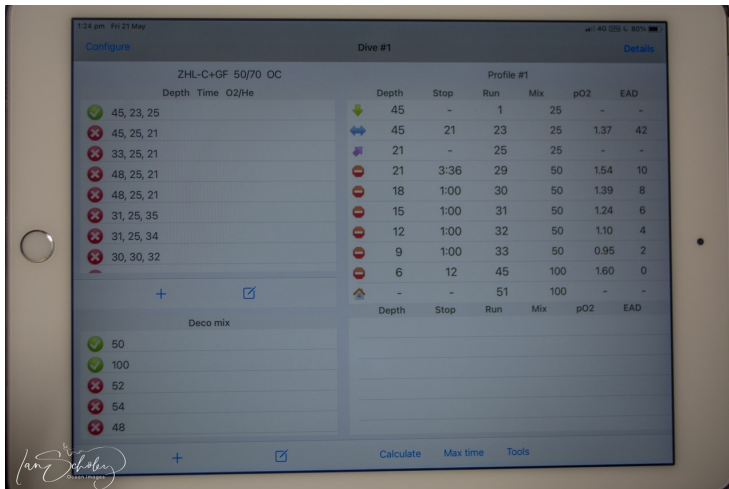 1:24 pm Fri 21 May
4G VPN 80%
Configure Dive #1 Details
ZHL-C+GF 50/70 OC
Depth Time O2/He
45, 23, 25
45, 25, 21
33, 25, 21
48, 25, 21
48, 25, 21
31, 25, 35
31, 25, 34
30, 30, 32
Profile #1
Depth Stop Run Mix pO2 EAD
45 - 1 25 - -
45 21 23 25 1.37 42
21 - 25 25 - -
21 3:36 29 50 1.54 10
18 1:00 30 50 1.39 8
15 1:00 31 50 1.24 6
12 1:00 32 50 1.10 4
9 1:00 33 50 0.95 2
6 12 45 100 1.60 0
- - 51 100 - -
Depth Stop Run Mix pO2 EAD
+
Deco mix
50
100
52
54
48
+
Calculate Max time Tools
Ian Scholey
Ocean Images